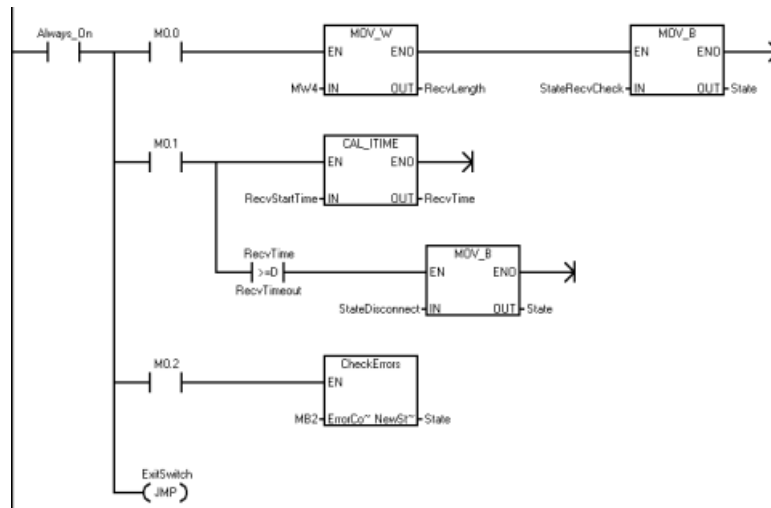 Always_On
M0.0
MOV_W
EN ENO
MW4 IN OUT RecvLength
MOV_B
EN ENO
StateRecvCheck IN OUT State
M0.1
CAL_ITIME
EN ENO
RecvStartTime IN OUT RecvTime
RecvTime
>=D
RecvTimeout
MOV_B
EN ENO
StateDisconnect IN OUT State
M0.2
CheckErrors
EN
MB2 ErrorCo~ NewSt~ State
ExitSwitch
JMP